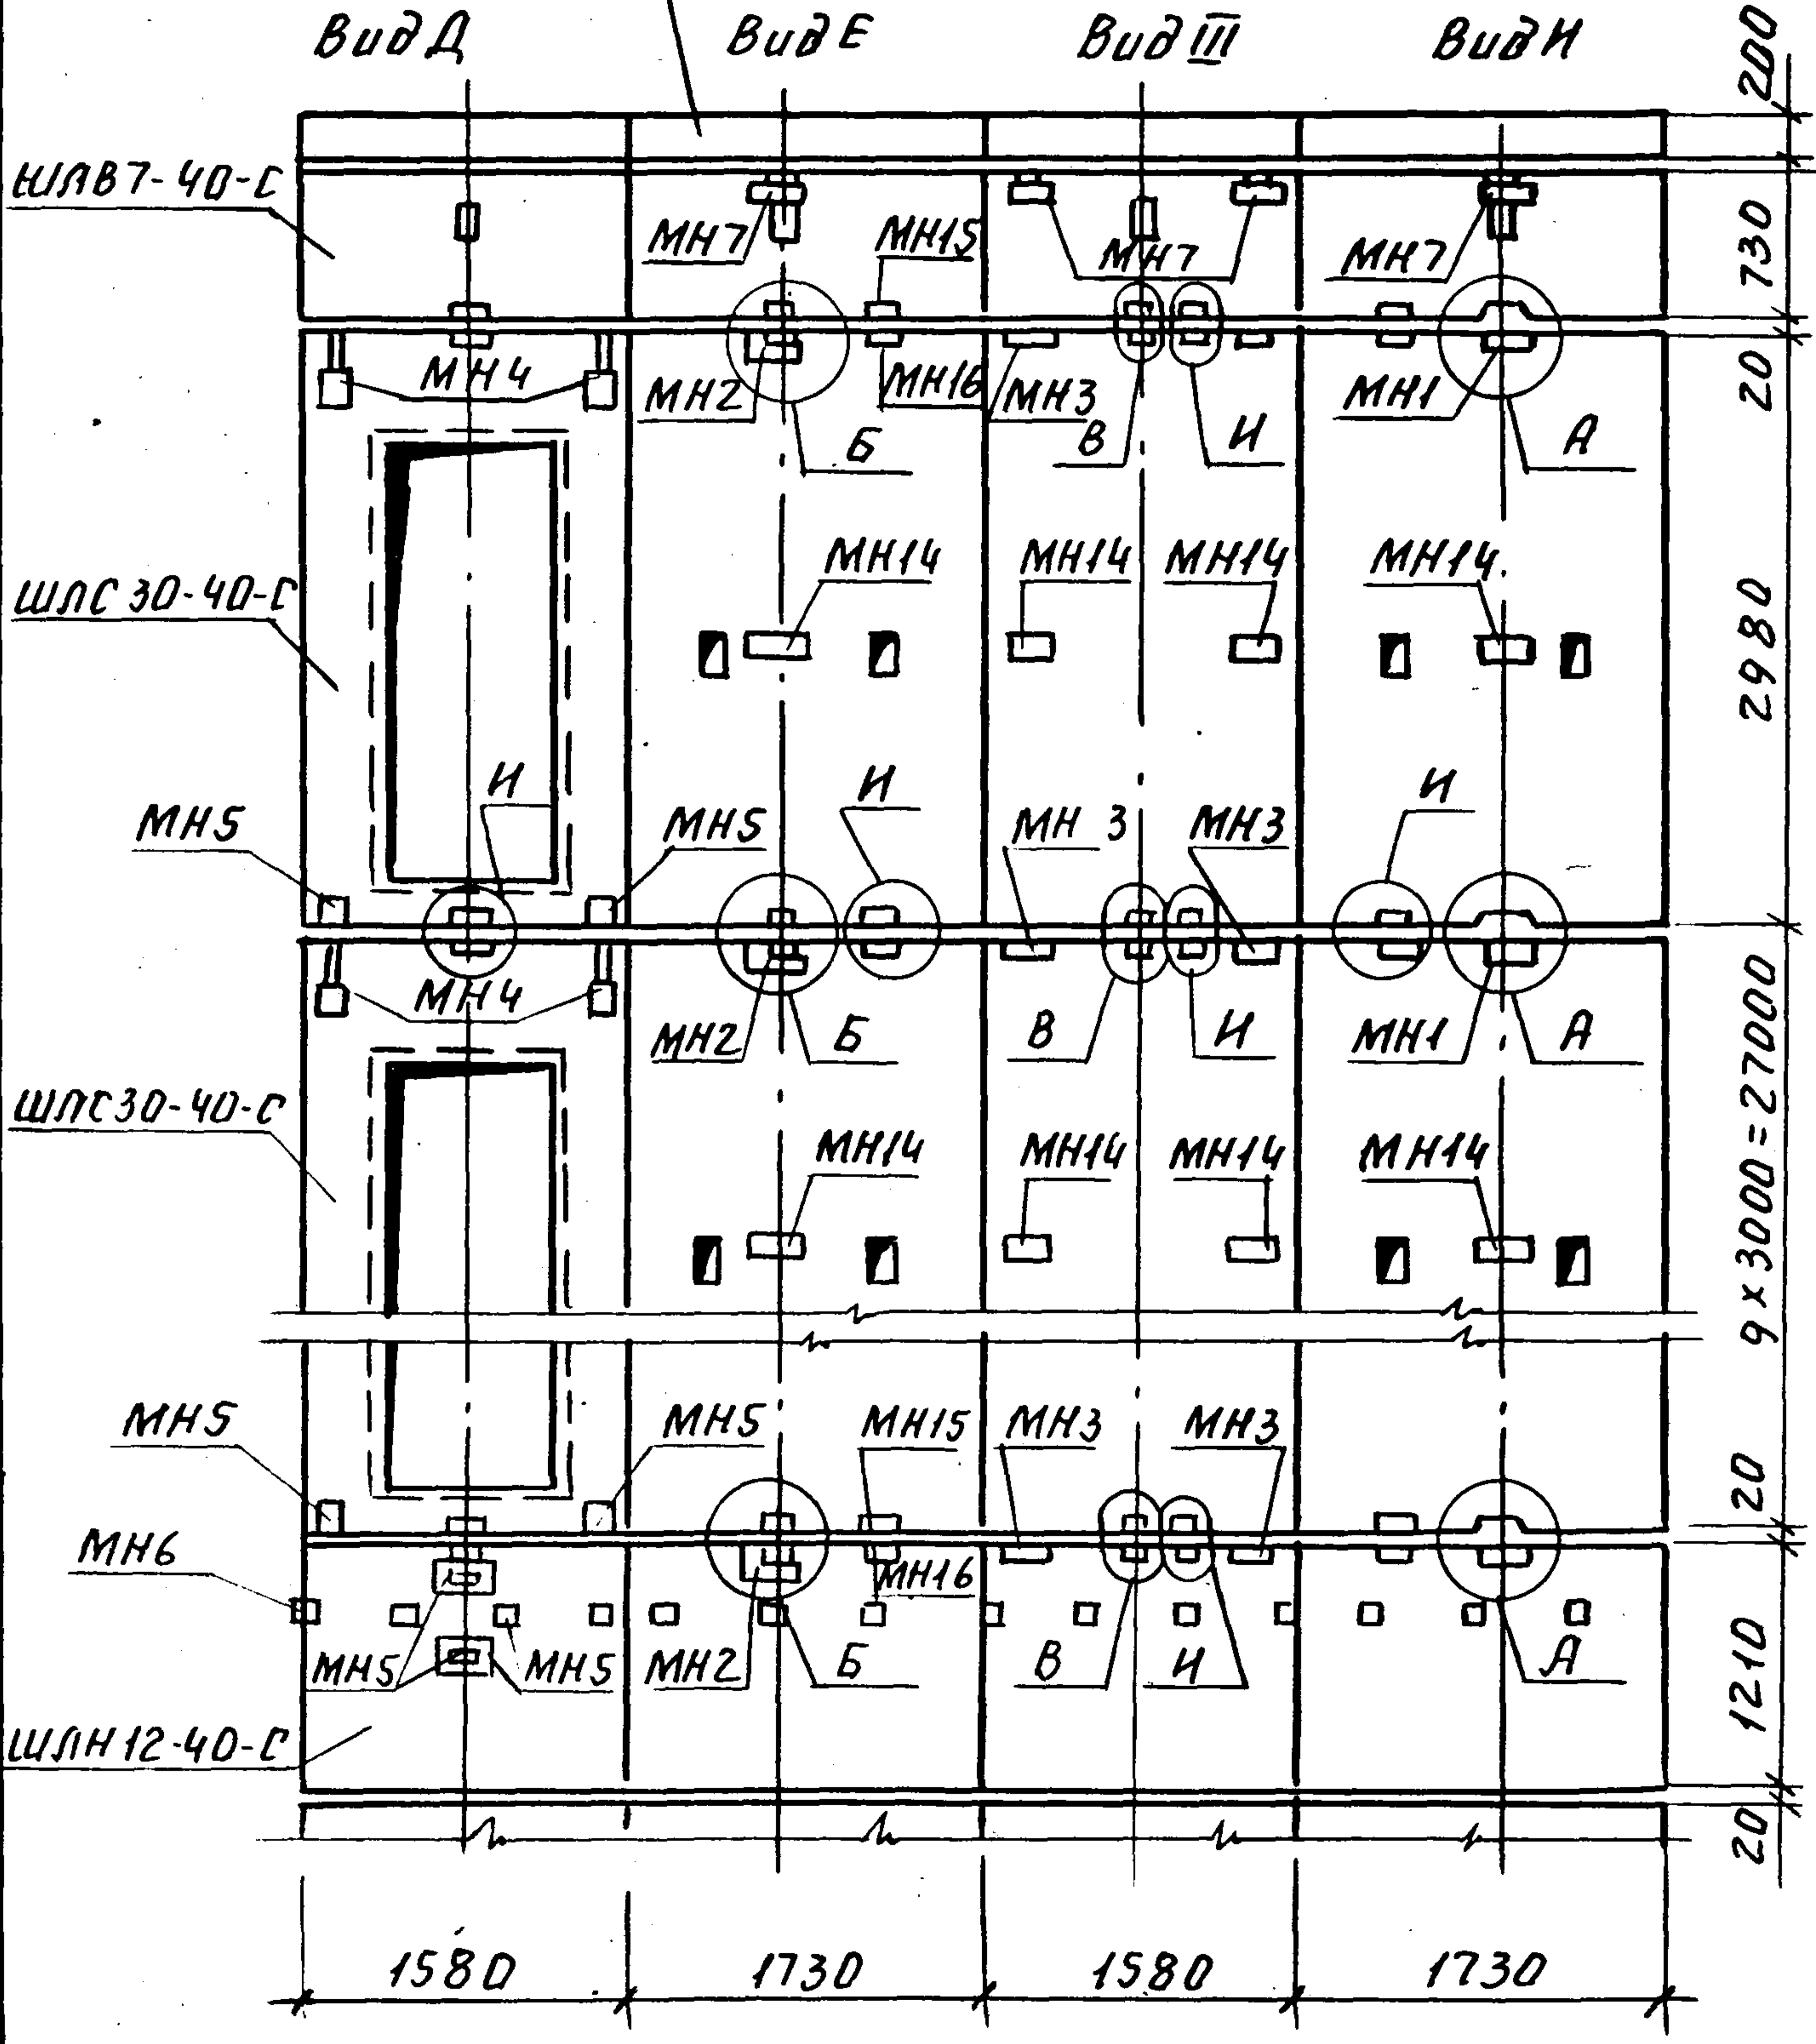 Вид Д
Вид Е
Вид III
Вид И
200
ШЛВ7-40-С
МН7
МН15
МН7
МН7
730
МН4
МН2
МН16
МН3
МН1
20
Б
В
И
А
МН14
МН14
МН14
МН14
ШЛС30-40-С
2980
И
И
И
МН5
МН5
МН3
МН3
МН4
МН2
Б
В
И
МН1
А
ШЛС30-40-С
МН14
МН14
МН14
МН14
9x3000=27000
МН5
МН5
МН15
МН3
МН3
20
МН6
МН16
МН5
МН5
МН2
Б
В
И
А
1210
ШЛН12-40-С
20
1580
1730
1580
1730